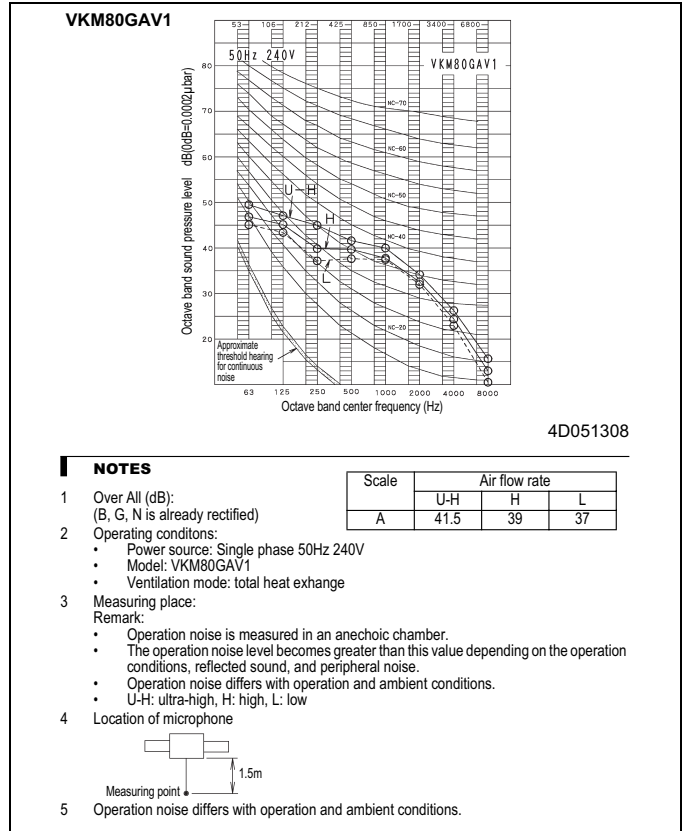 VKM80GAV1
53 106 212 425 850 1700 3400 6800
50Hz 240V
VKM80GAV1
Octave band sound pressure level dB(0dB=0.0002μbar)
80
70
60
50
40
30
20
NC-70
NC-60
NC-50
NC-40
NC-20
U-H
H
L
Approximate
threshold hearing
for continuous
noise
63 125 250 500 1000 2000 4000 8000
Octave band center frequency (Hz)
4D051308
NOTES
1 Over All (dB):
(B, G, N is already rectified)
Scale Air flow rate
U-H H L
A 41.5 39 37
2 Operating conditons:
• Power source: Single phase 50Hz 240V
• Model: VKM80GAV1
• Ventilation mode: total heat exhange
3 Measuring place:
Remark:
• Operation noise is measured in an anechoic chamber.
• The operation noise level becomes greater than this value depending on the operation
conditions, reflected sound, and peripheral noise.
• Operation noise differs with operation and ambient conditions.
• U-H: ultra-high, H: high, L: low
4 Location of microphone
1.5m
Measuring point
5 Operation noise differs with operation and ambient conditions.